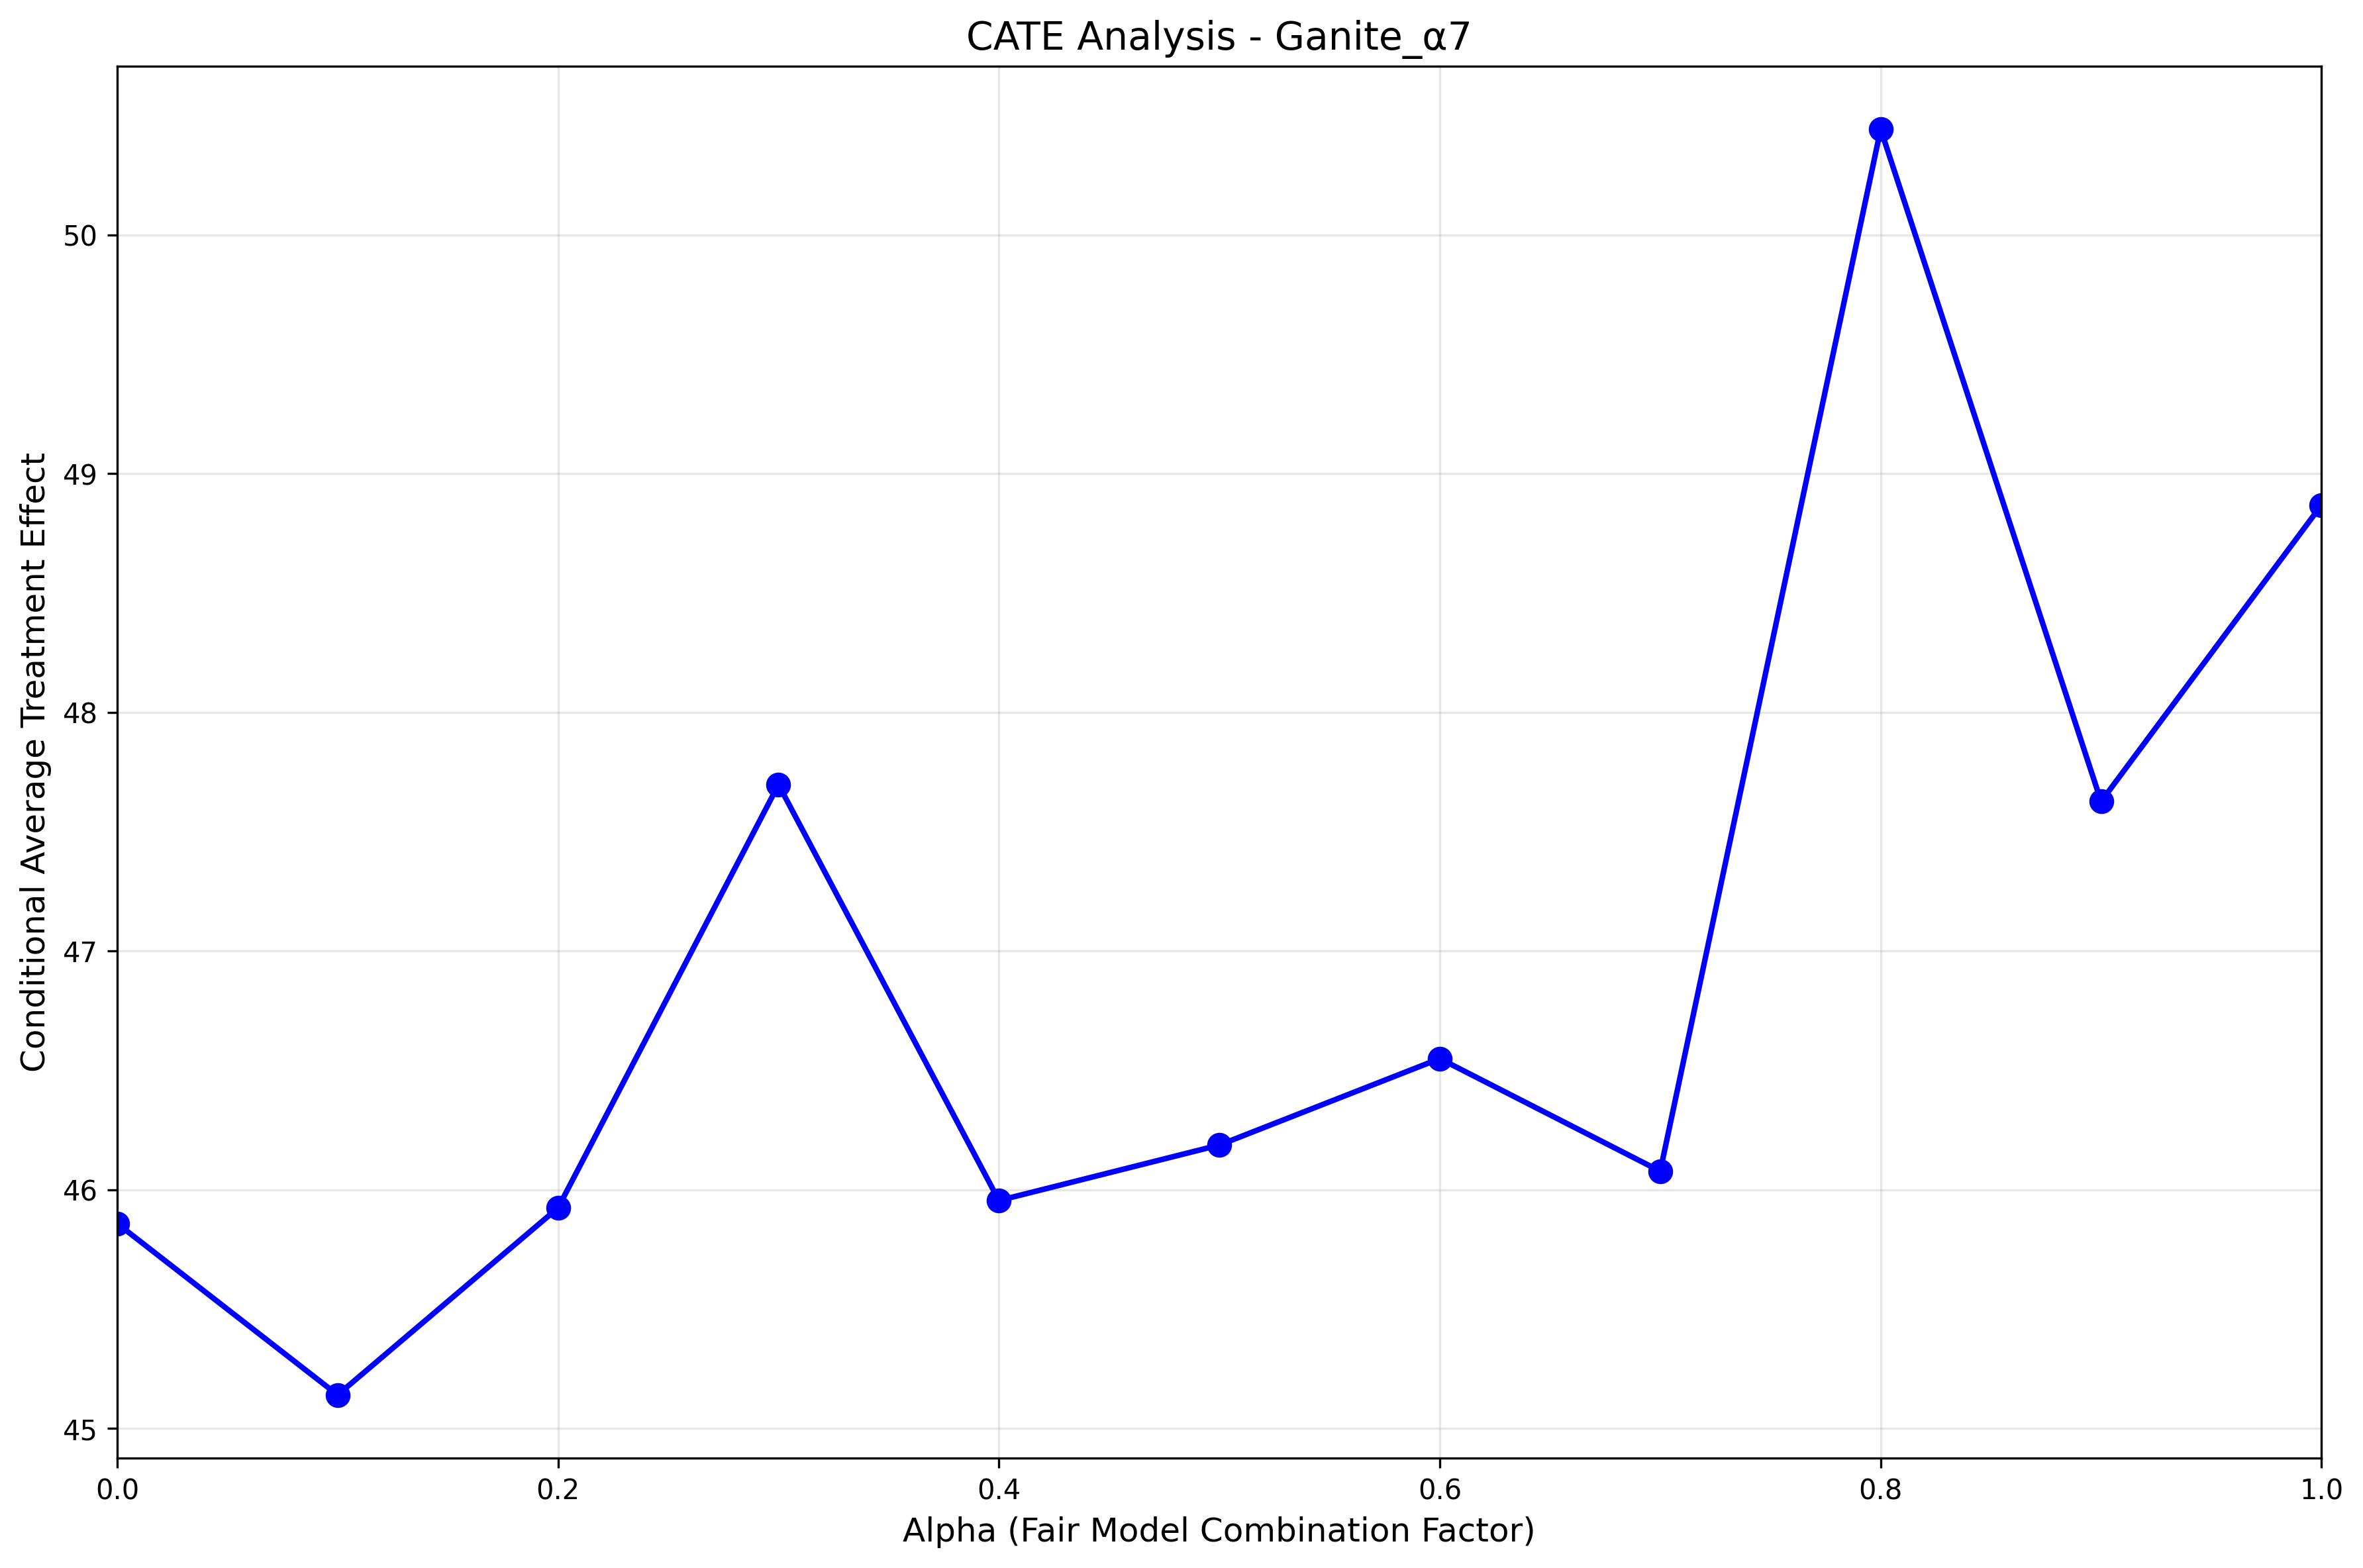 CATE Analysis - Ganite_α7
Conditional Average Treatment Effect
50
49
48
47
46
45
0.0 0.2 0.4 0.6 0.8 1.0
Alpha (Fair Model Combination Factor)